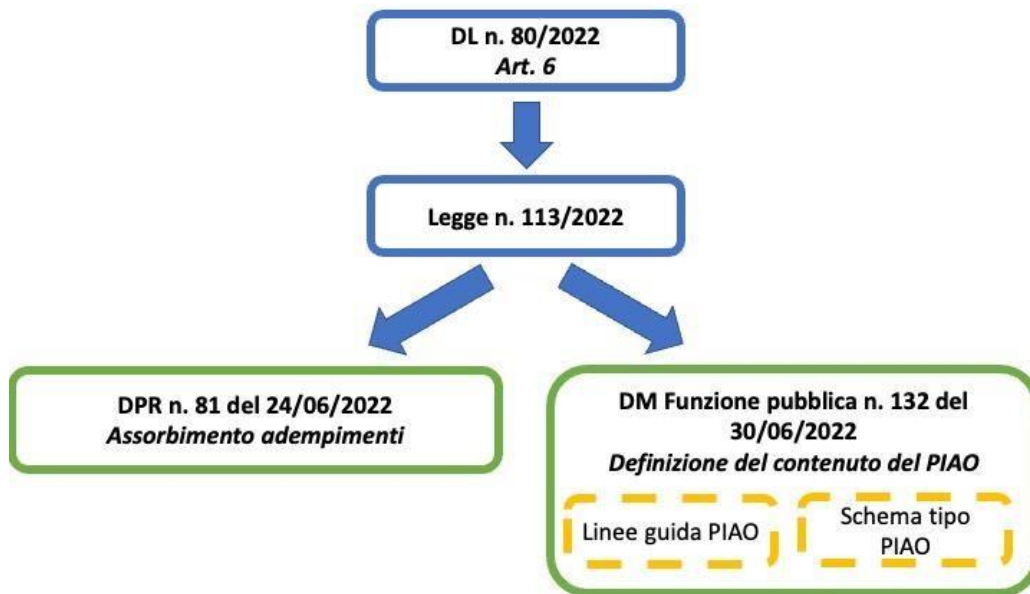 DL n. 80/2022
Art. 6
Legge n. 113/2022
DPR n. 81 del 24/06/2022
Assorbimento adempimenti
DM Funzione pubblica n. 132 del
30/06/2022
Definizione del contenuto del PIAO
Linee guida PIAO
Schema tipo
PIAO